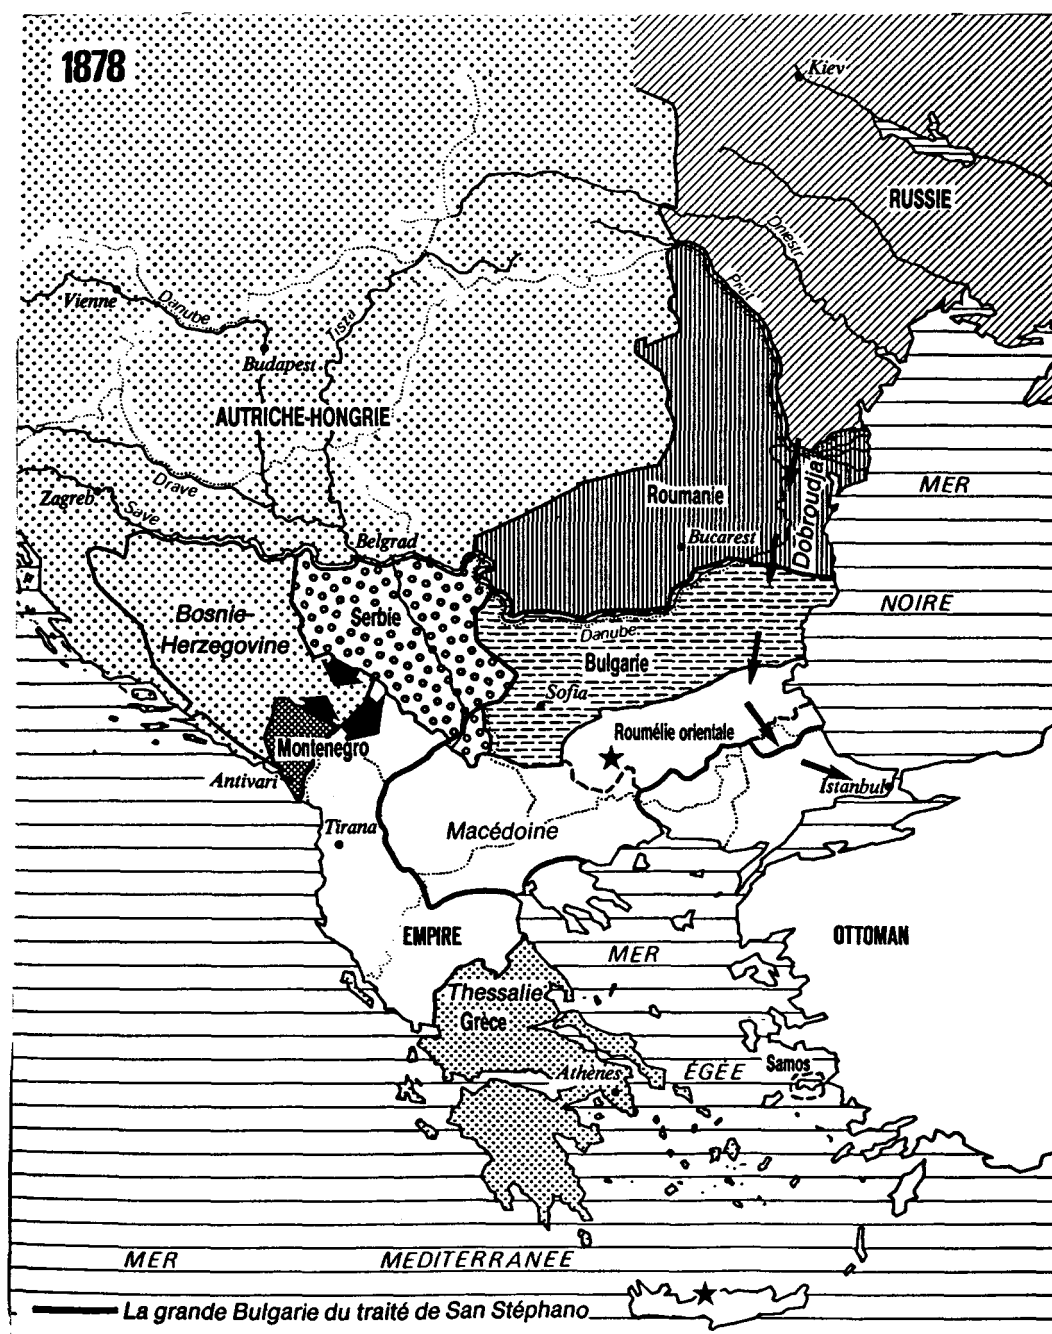 1878
Kiev
RUSSIE
Dniestr
Prut
Vienne
Danube
Tisza
Budapest
AUTRICHE-HONGRIE
Drave
Zagreb
Save
Belgrad
Roumanie
Bucarest
Dobroudja
MER
NOIRE
Bosnie-
Herzegovine
Serbie
Danube
Bulgarie
Sofia
Roumélie orientale
Montenegro
Antivari
Istanbul
Tirana
Macédoine
EMPIRE
OTTOMAN
MER
Thessalie
Grèce
Athènes
ÉGÉE
Samos
MER MEDITERRANEE
La grande Bulgarie du traité de San Stéphano